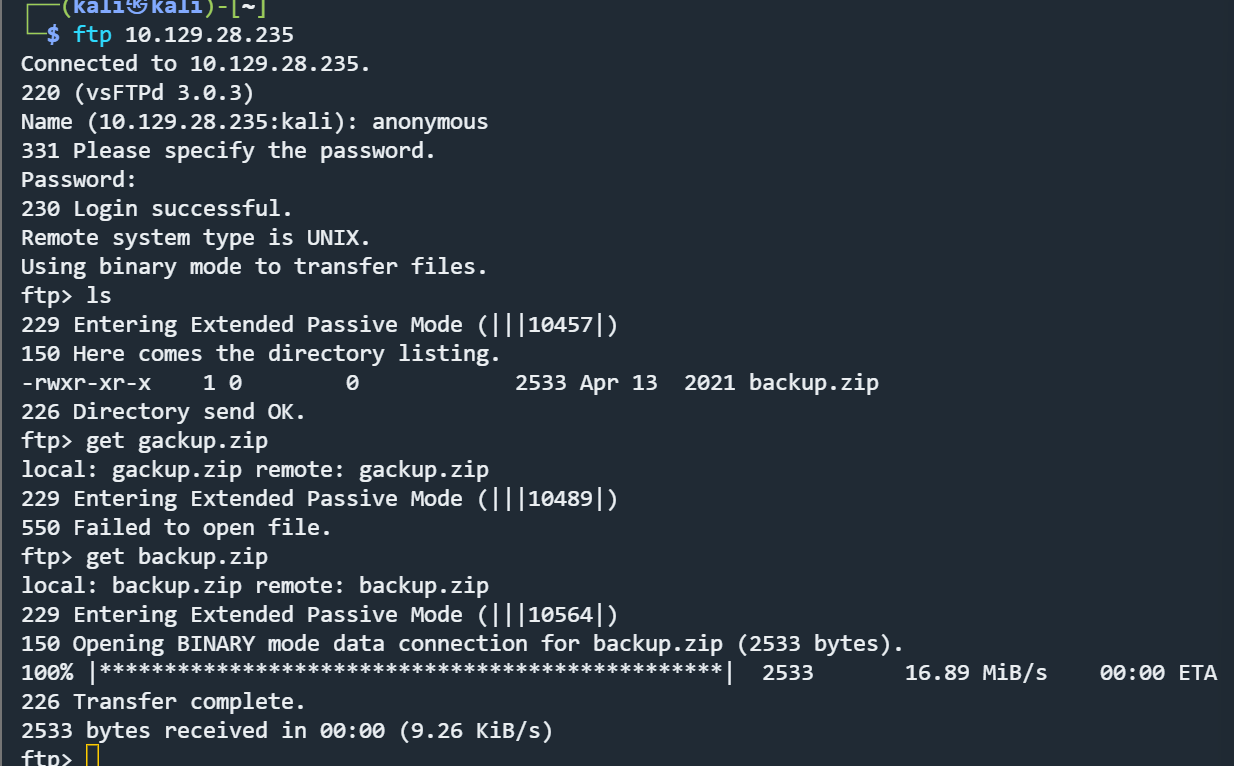 ┌──(kali㉿kali)-[~]
└─$ ftp 10.129.28.235
Connected to 10.129.28.235.
220 (vsFTPd 3.0.3)
Name (10.129.28.235:kali): anonymous
331 Please specify the password.
Password:
230 Login successful.
Remote system type is UNIX.
Using binary mode to transfer files.
ftp> ls
229 Entering Extended Passive Mode (|||10457|)
150 Here comes the directory listing.
-rwxr-xr-x    1 0        0            2533 Apr 13  2021 backup.zip
226 Directory send OK.
ftp> get gackup.zip
local: gackup.zip remote: gackup.zip
229 Entering Extended Passive Mode (|||10489|)
550 Failed to open file.
ftp> get backup.zip
local: backup.zip remote: backup.zip
229 Entering Extended Passive Mode (|||10564|)
150 Opening BINARY mode data connection for backup.zip (2533 bytes).
100% |************************************************|  2533       16.89 MiB/s    00:00 ETA
226 Transfer complete.
2533 bytes received in 00:00 (9.26 KiB/s)
ftp>